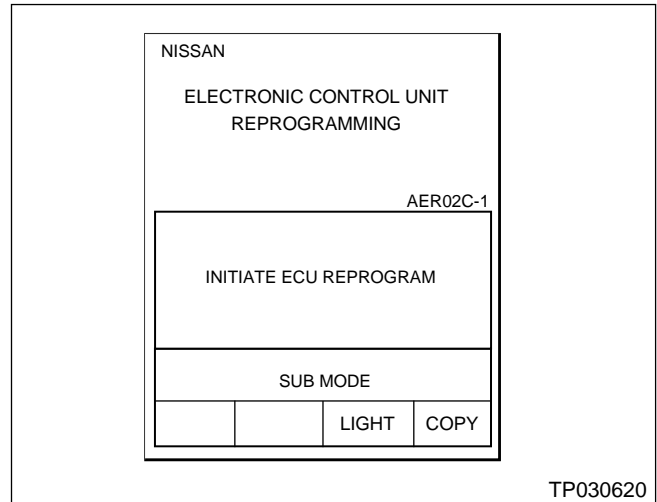 NISSAN
ELECTRONIC CONTROL UNIT
REPROGRAMMING
AER02C-1
INITIATE ECU REPROGRAM
SUB MODE
LIGHT COPY
TP030620